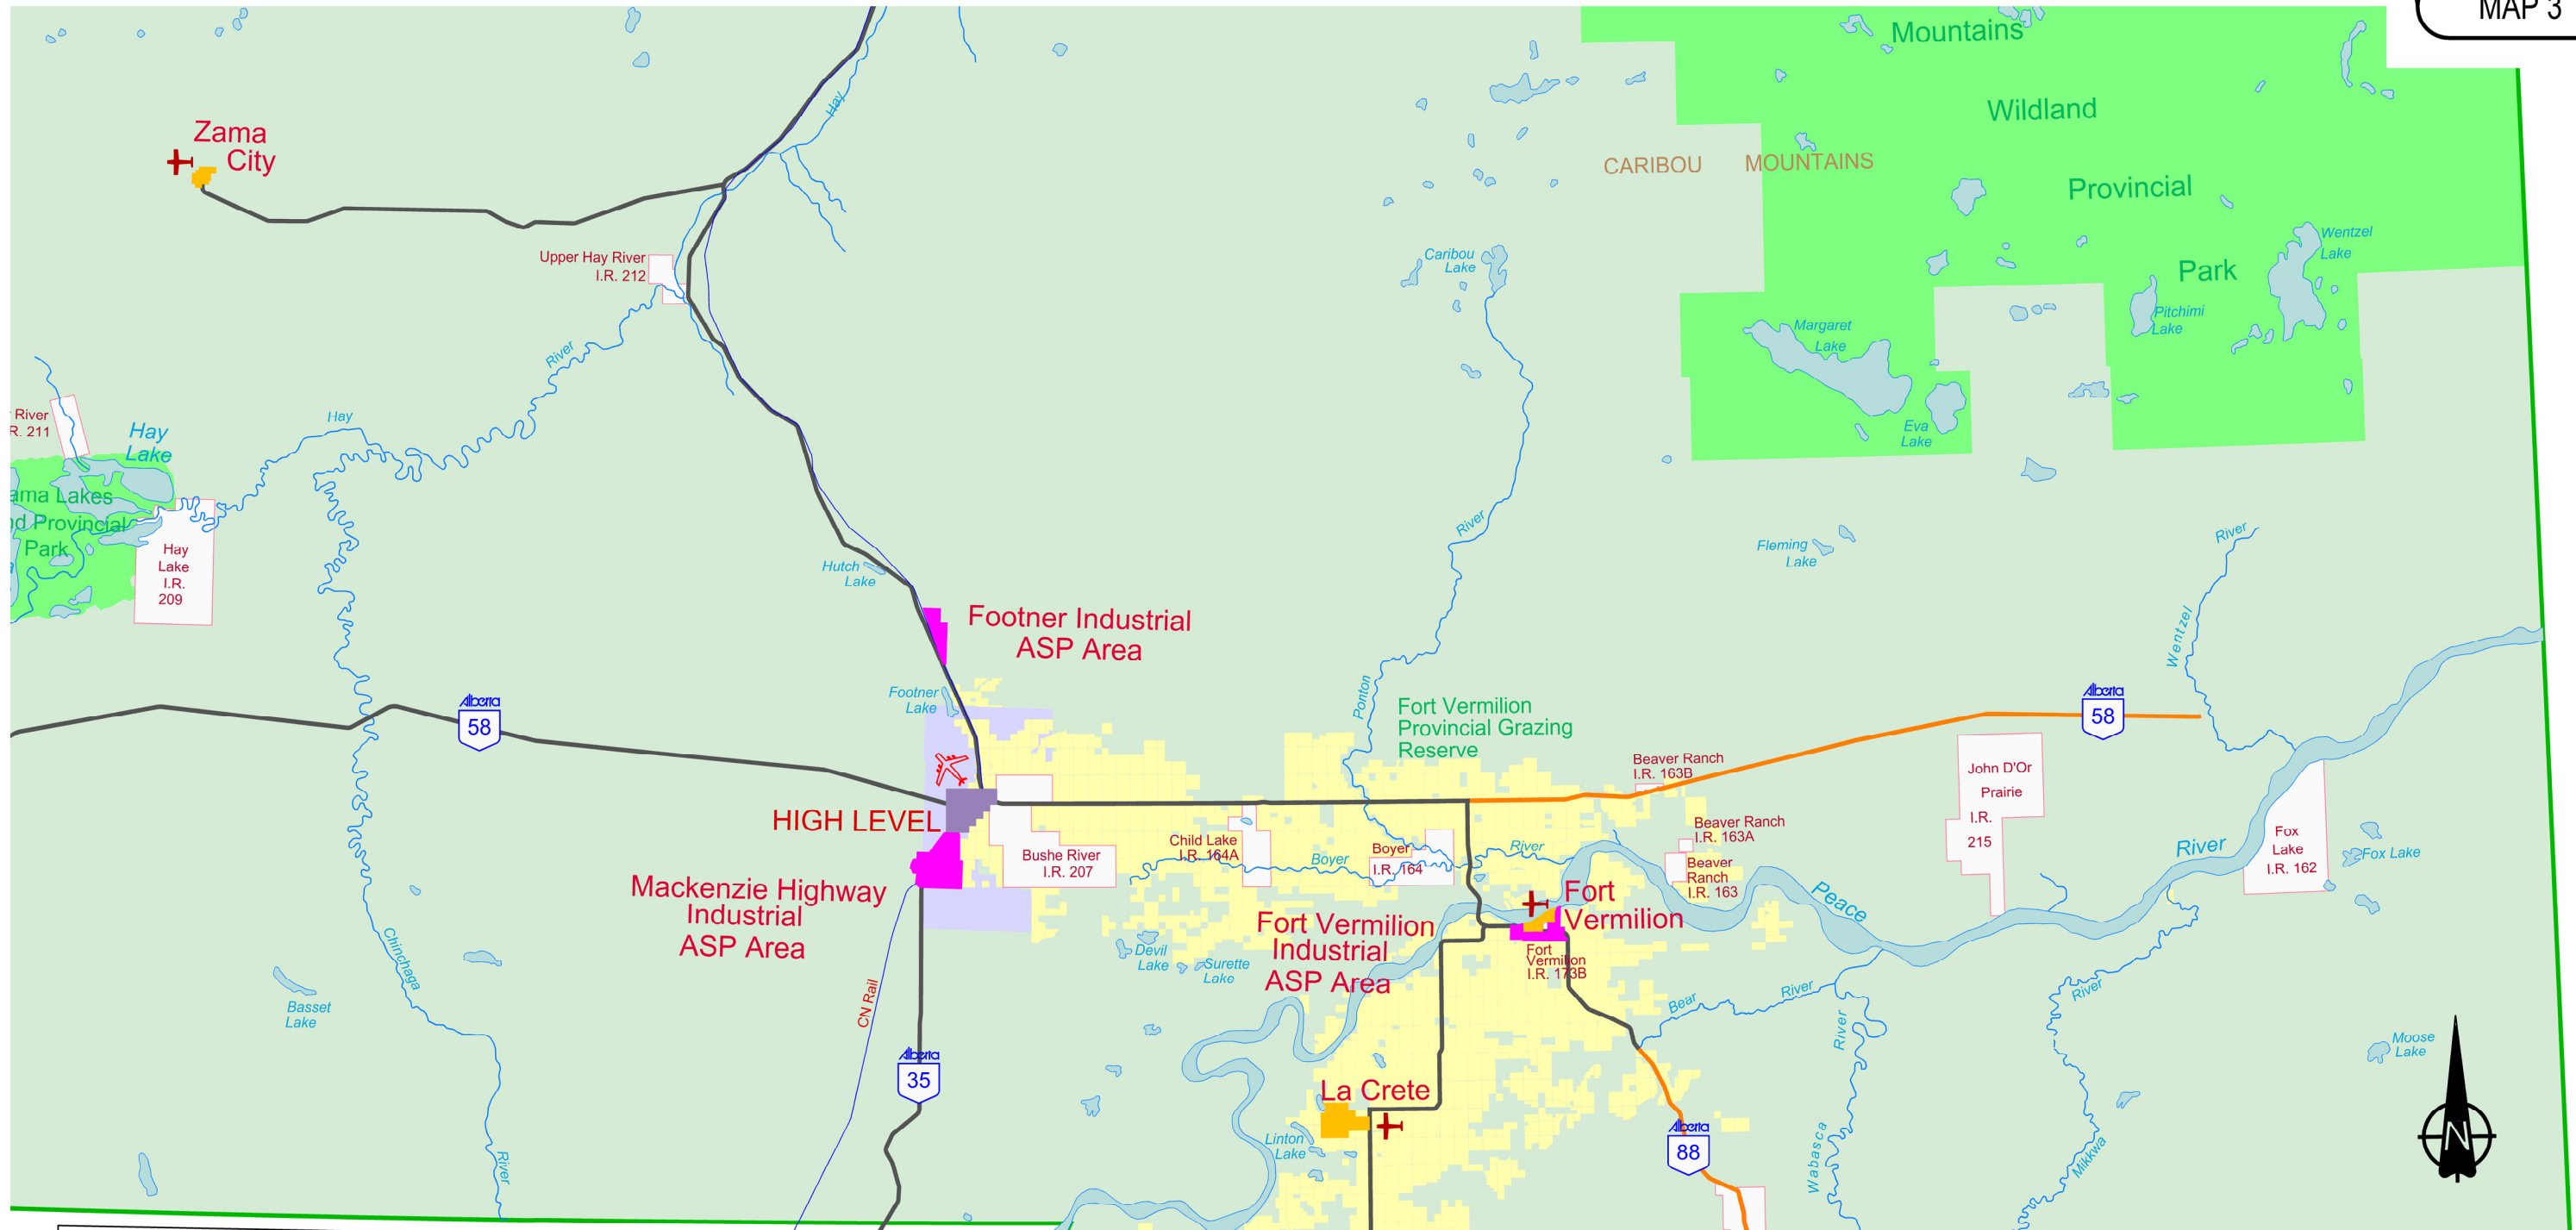 MAP 3
Mountains
Wildland
Provincial
Park
CARIBOU MOUNTAINS
Zama
City
Hay
Upper Hay River
I.R. 212
River
Hay
River
R. 211
Hay
Lake
ama Lakes
nd Provincial
Park
Hay
Lake
I.R.
209
Caribou
Lake
Wentzel
Lake
Pitchimi
Lake
Margaret
Lake
Eva
Lake
River
Fleming
Lake
River
Wentzel
Hutch
Lake
Footner Industrial
ASP Area
Footner
Lake
Ponton
Fort Vermilion
Provincial Grazing
Reserve
Alberta
58
Alberta
58
Beaver Ranch
I.R. 163B
John D'Or
Prairie
I.R.
215
HIGH LEVEL
Bushe River
I.R. 207
Child Lake
I.R. 164A
Boyer
Boyer
I.R. 164
River
Beaver Ranch
I.R. 163A
Beaver
Ranch
I.R. 163
Peace
River
Fox
Lake
I.R. 162
Fox Lake
Mackenzie Highway
Industrial
ASP Area
Fort Vermilion
Industrial
ASP Area
Fort
Vermilion
Fort
Vermilion
I.R. 173B
Devil
Lake
Surette
Lake
Chinchaga
River
Basset
Lake
CN Rail
Alberta
35
Bear
River
River
River
Wabasca
Mikkwa
Moose
Lake
La Crete
Linton
Lake
Alberta
88
N